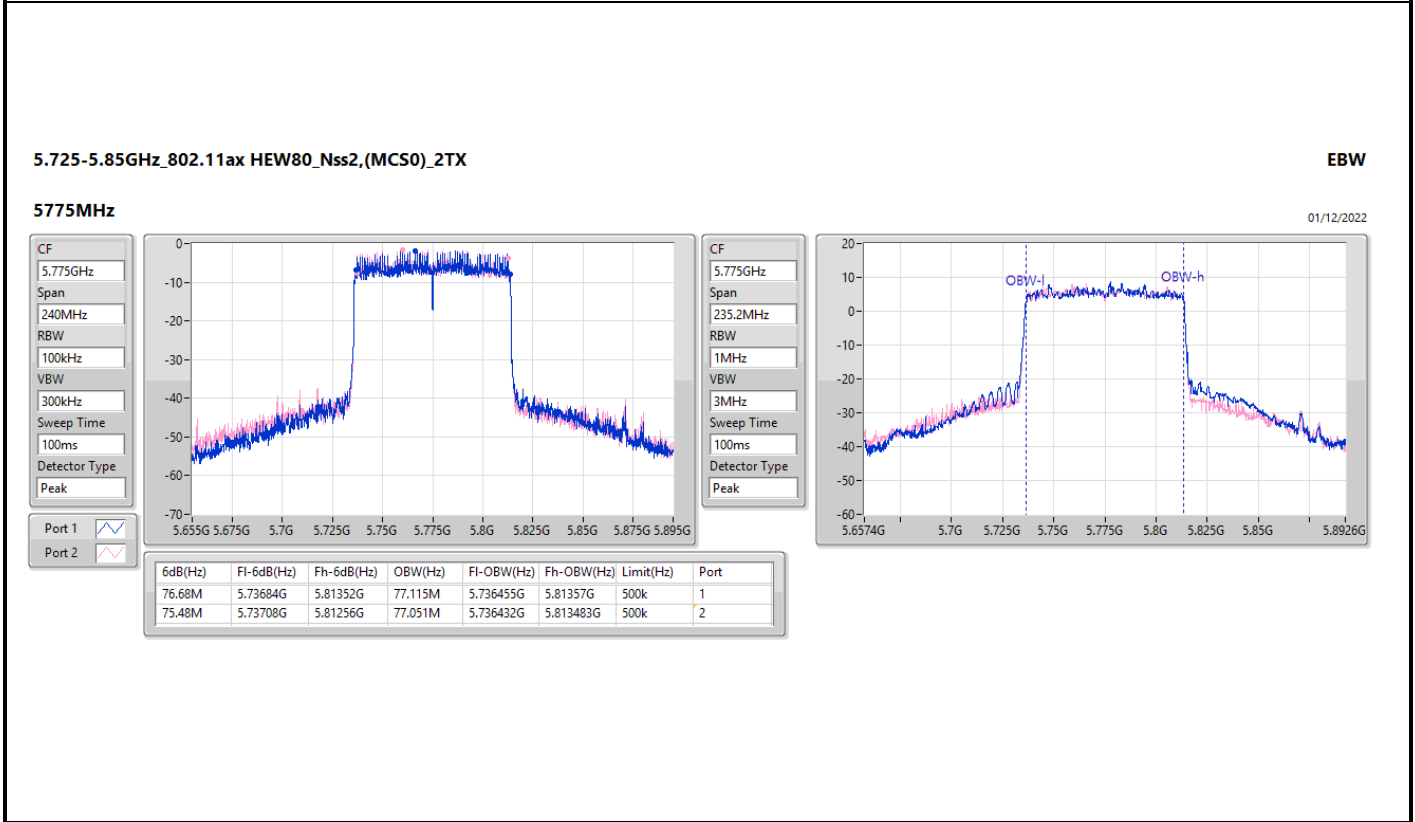 5.725-5.85GHz_802.11ax HEW80_Nss2,(MCS0)_2TX
EBW
5775MHz
01/12/2022
CF
5.775GHz
Span
240MHz
RBW
100kHz
VBW
300kHz
Sweep Time
100ms
Detector Type
Peak
Port 1
Port 2
0
-10
-20
-30
-40
-50
-60
-70
5.655G 5.675G 5.7G 5.725G 5.75G 5.775G 5.8G 5.825G 5.85G 5.875G 5.895G
CF
5.775GHz
Span
235.2MHz
RBW
1MHz
VBW
3MHz
Sweep Time
100ms
Detector Type
Peak
20
10
0
-10
-20
-30
-40
-50
-60
OBW-l
OBW-h
5.6574G 5.7G 5.725G 5.75G 5.775G 5.8G 5.825G 5.85G 5.8926G
6dB(Hz) Fl-6dB(Hz) Fh-6dB(Hz) OBW(Hz) Fl-OBW(Hz) Fh-OBW(Hz) Limit(Hz) Port
76.68M 5.73684G 5.81352G 77.115M 5.736455G 5.81357G 500k 1
75.48M 5.73708G 5.81256G 77.051M 5.736432G 5.813483G 500k 2